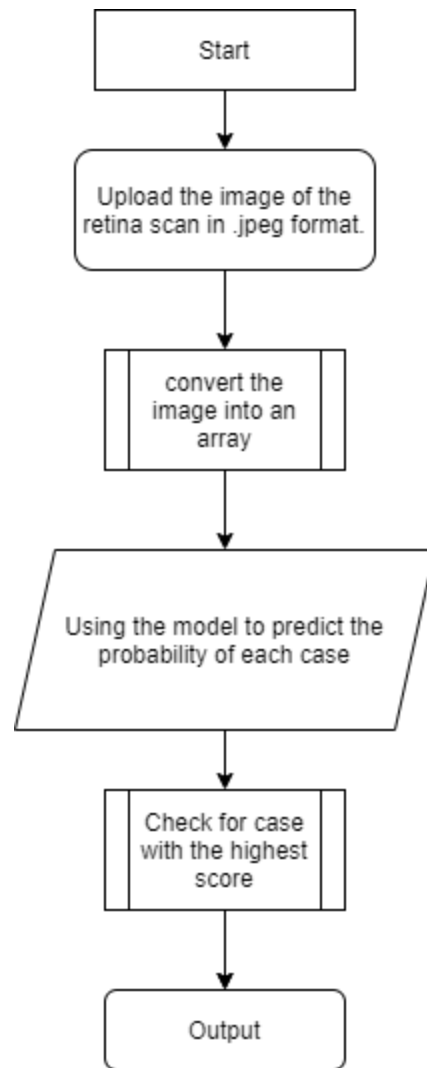 Start
Upload the image of the
retina scan in .jpeg format.
convert the
image into an
array
Using the model to predict the
probability of each case
Check for case
with the highest
score
Output